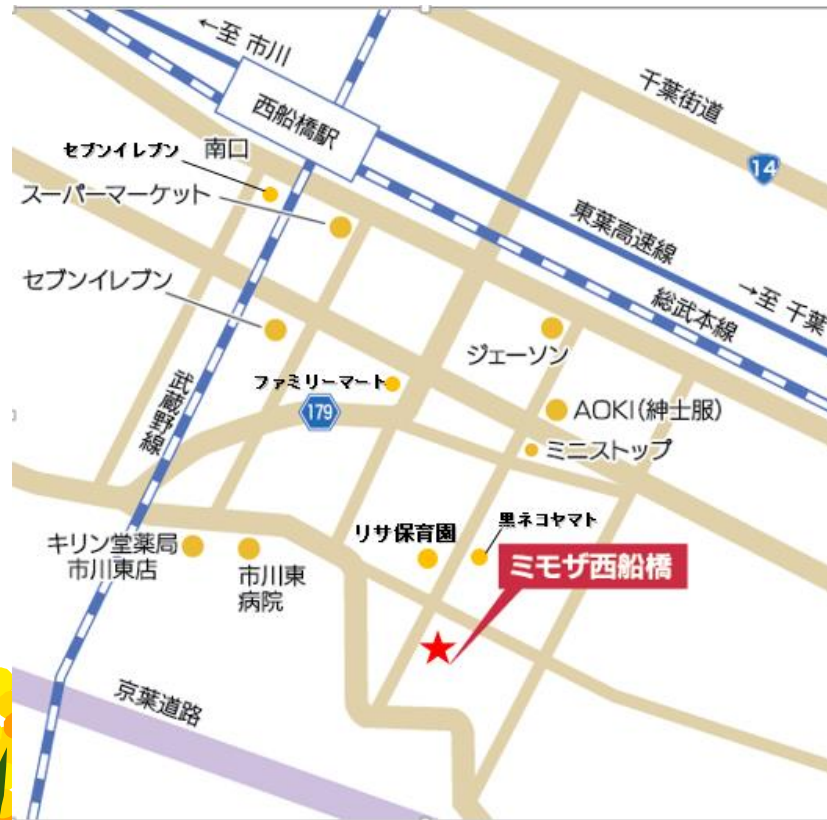 ←至 市川
千葉街道
西船橋駅
セブンイレブン
南口
14
スーパーマーケット
東葉高速線
→至 千葉
総武本線
セブンイレブン
ジェーソン
武蔵野線
ファミリーマート
179
AOKI(紳士服)
ミニストップ
リサ保育園
黒ネコヤマト
キリン堂薬局
市川東店
市川東
病院
ミモザ西船橋
京葉道路